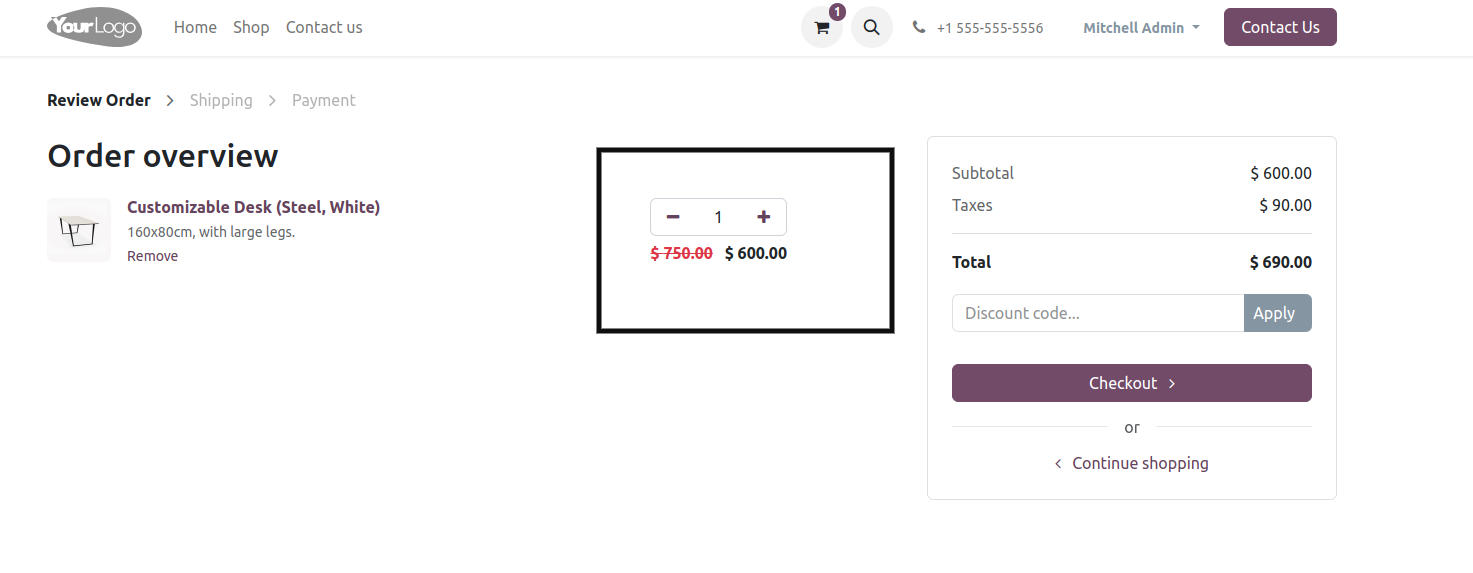 YourLogo Home Shop Contact us 1 +1 555-555-5556 Mitchell Admin Contact Us
Review Order Shipping Payment
Order overview
Customizable Desk (Steel, White)
160x80cm, with large legs.
Remove
1
$ 750.00 $ 600.00
Subtotal $ 600.00
Taxes $ 90.00
Total $ 690.00
Discount code... Apply
Checkout
or
Continue shopping